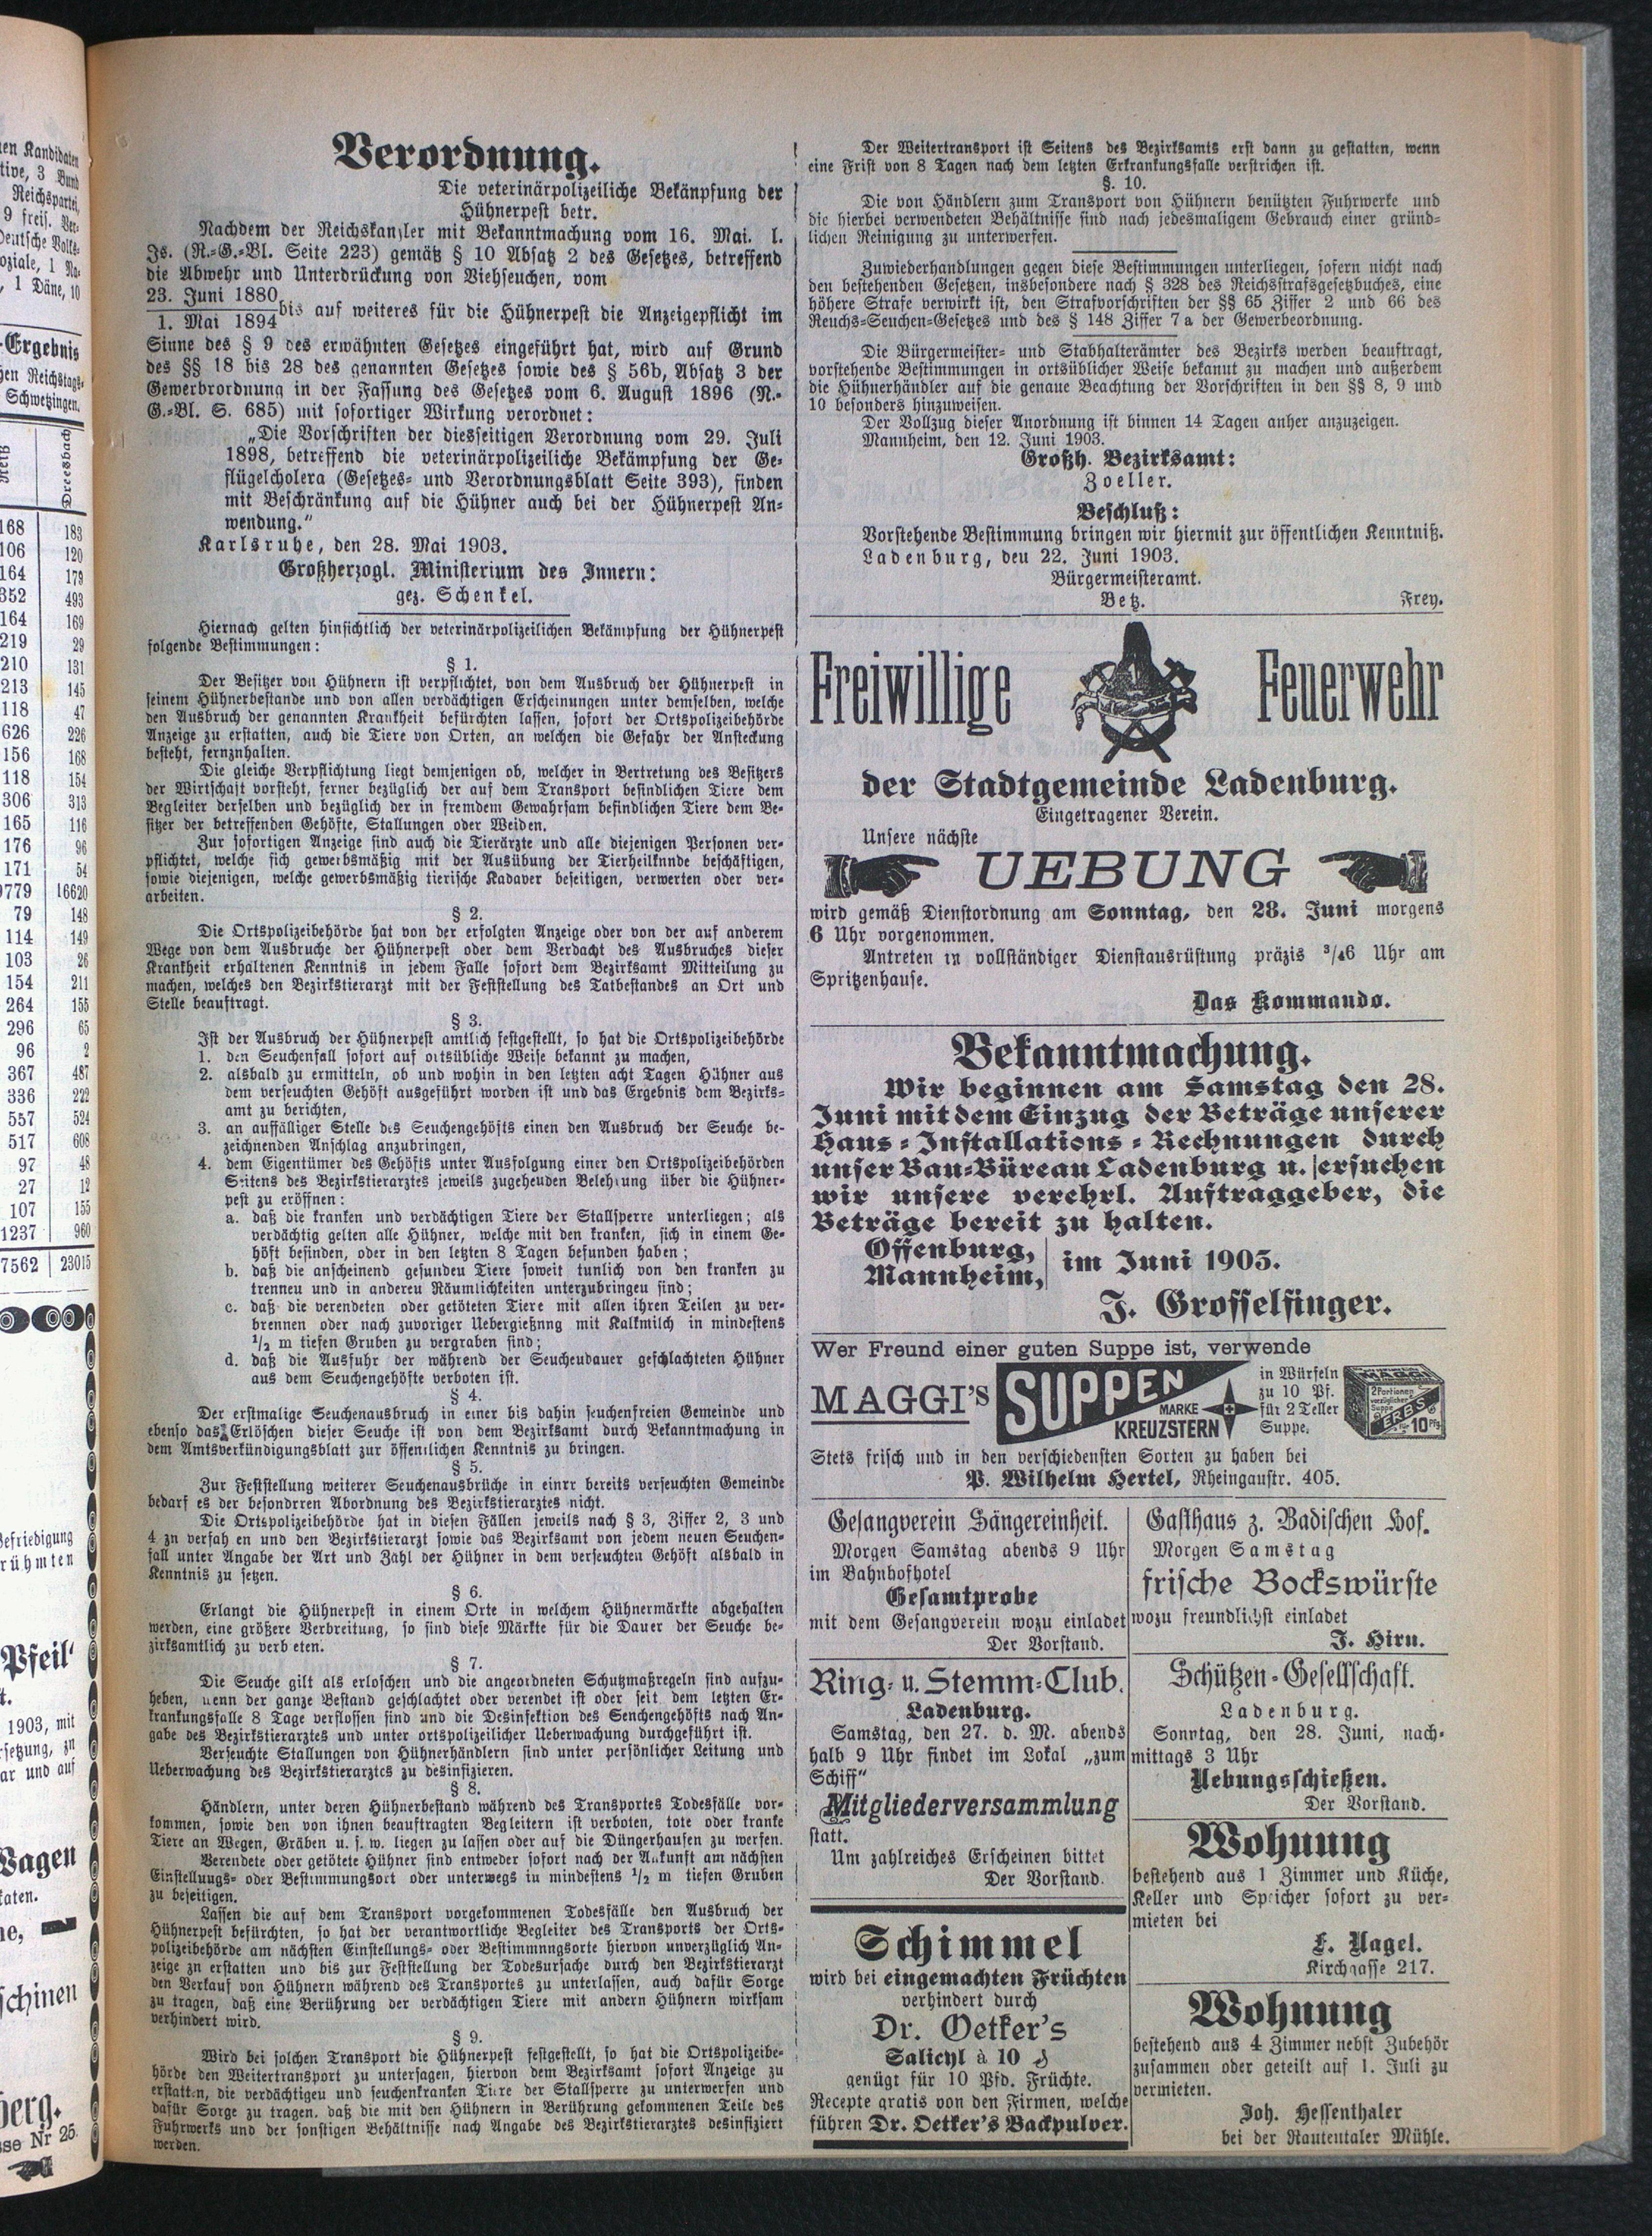 Verordnung.
Die veterinärpolizeiliche Bekänpfung der
Hühnerpest betr.
Nachdem der Reichskanzler mit Bekanntmachung vom 16. Mai. l.
Js. (R.-G.-Bl. Seite 223) gemäß § 10 Absatz 2 des Gesetzes, betreffend
die Abwehr und Unterdrückung von Viehseuchen, vom
23. Juni 1880
1. Mai 1894 bis auf weiteres für die Hühnerpest die Anzeigepflicht im
Sinne des § 9 des erwähnten Gesetzes eingeführt hat, wird auf Grund
des §§ 18 bis 28 des genannten Gesetzes sowie des § 56b, Absatz 3 der
Gewerbrordnung in der Fassung des Gesetzes vom 6. August 1896 (R.-
G.-Bl. S. 685) mit sofortiger Wirkung verordnet:
„Die Vorschriften der diesseitigen Verordnung vom 29. Juli
1898, betreffend die veterinärpolizeiliche Bekämpfung der Ge-
flügelcholera (Gesetzes- und Verordnungsblatt Seite 393), finden
mit Beschränkung auf die Hühner auch bei der Hühnerpest An-
wendung.“
Karlsruhe, den 28. Mai 1903.
Großherzogl. Ministerium des Innern:
gez. Schenkel.
Hiernach gelten hinsichtlich der veterinärpolizeilichen Bekämpfung der Hühnerpest
folgende Bestimmungen:
§ 1.
Der Besitzer von Hühnern ist verpflichtet, von dem Ausbruch der Hühnerpest in
seinem Hühnerbestande und von allen verdächtigen Erscheinungen unter demselben, welche
den Ausbruch der genannten Krankheit befürchten lassen, sofort der Ortspolizeibehörde
Anzeige zu erstatten, auch die Tiere von Orten, an welchen die Gefahr der Ansteckung
besteht, fernznhalten.
Die gleiche Verpflichtung liegt demjenigen ob, welcher in Vertretung des Besitzers
der Wirtschaft vorsteht, ferner bezüglich der auf dem Transport befindlichen Tiere dem
Begleiter derselben und bezüglich der in fremdem Gewahrsam befindlichen Tiere dem Be-
sitzer der betreffenden Gehöfte, Stallungen oder Weiden.
Zur sofortigen Anzeige sind auch die Tierärzte und alle diejenigen Personen ver-
pflichtet, welche sich gewerbsmäßig mit der Ausübung der Tierheilknnde beschäftigen,
sowie diejenigen, welche gewerbsmäßig tierische Kadaver beseitigen, verwerten oder ver-
arbeiten.
§ 2.
Die Ortspolizeibehörde hat von der erfolgten Anzeige oder von der auf anderem
Wege von dem Ausbruche der Hühnerpest oder dem Verdacht des Ausbruches dieser
Krankheit erhaltenen Kenntnis in jedem Falle sofort dem Bezirksamt Mitteilung zu
machen, welches den Bezirkstierarzt mit der Feststellung des Tatbestandes an Ort und
Stelle beauftragt.
§ 3.
Ist der Ausbruch der Hühnerpest amtlich festgestellt, so hat die Ortspolizeibehörde
1. den Seuchenfall sofort auf ortsübliche Weise bekannt zu machen,
2. alsbald zu ermitteln, ob und wohin in den letzten acht Tagen Hühner aus
dem verseuchten Gehöft ausgeführt worden ist und das Ergebnis dem Bezirks-
amt zu berichten,
3. an auffälliger Stelle des Seuchengehöfts einen den Ausbruch der Seuche be-
zeichnenden Anschlag anzubringen,
4. dem Eigentümer des Gehöfts unter Ausfolgung einer den Ortspolizeibehörden
Seitens des Bezirkstierarztes jeweils zugehenden Belehrung über die Hühner-
pest zu eröffnen:
a. daß die kranken und verdächtigen Tiere der Stallsperre unterliegen; als
verdächtig gelten alle Hühner, welche mit den kranken, sich in einem Ge-
höft befinden, oder in den letzten 8 Tagen befunden haben;
b. daß die anscheinend gesunden Tiere soweit tunlich von den kranken zu
trennen und in anderen Räumlichkeiten unterzubringen sind;
c. daß die verendeten oder getöteten Tiere mit allen ihren Teilen zu ver-
brennen oder nach zuvoriger Uebergießnng mit Kalkmilch in mindestens
1/2 m tiefen Gruben zu vergraben sind;
d. daß die Ausfuhr der während der Seuchendauer geschlachteten Hühner
aus dem Seuchengehöfte verboten ist.
§ 4.
Der erstmalige Seuchenausbruch in einer bis dahin seuchenfreien Gemeinde und
ebenso das Erlöschen dieser Seuche ist von dem Bezirksamt durch Bekanntmachung in
dem Amtsverkündigungsblatt zur öffentlichen Kenntnis zu bringen.
§ 5.
Zur Feststellung weiterer Seuchenausbrüche in einrr bereits verseuchten Gemeinde
bedarf es der besondrren Abordnung des Bezirkstierarztes nicht.
Die Ortspolizeibehörde hat in diesen Fällen jeweils nach § 3, Ziffer 2, 3 und
4 zn verfah en und den Bezirkstierarzt sowie das Bezirksamt von jedem neuen Seuchen-
fall unter Angabe der Art und Zahl der Hühner in dem verseuchten Gehöft alsbald in
Kenntnis zu setzen.
§ 6.
Erlangt die Hühnerpest in einem Orte in welchem Hühnermärkte abgehalten
werden, eine größere Verbreitung, so sind diese Märkte für die Dauer der Seuche be-
zirksamtlich zu verb eten.
§ 7.
Die Seuche gilt als erloschen und die angeordneten Schutzmaßregeln sind aufzu-
heben, wenn der ganze Bestand geschlachtet oder verendet ist oder seit dem letzten Er-
krankungsfalle 8 Tage verflossen sind und die Desinfektion des Seuchengehöfts nach An-
gabe des Bezirkstierarztes und unter ortspolizeilicher Ueberwachung durchgeführt ist.
Verseuchte Stallungen von Hühnerhändlern sind unter persönlicher Leitung und
Ueberwachung des Bezirkstierarztes zu desinfizieren.
§ 8.
Händlern, unter deren Hühnerbestand während des Transportes Todesfälle vor-
kommen, sowie den von ihnen beauftragten Begleitern ist verboten, tote oder kranke
Tiere an Wegen, Gräben u. s. w. liegen zu lassen oder auf die Düngerhaufen zu werfen.
Verendete oder getötete Hühner sind entweder sofort nach der Ankunft am nächsten
Einstellungs- oder Bestimmungsort oder unterwegs in mindestens 1/2 m tiefen Gruben
zu beseitigen.
Lassen die auf dem Transport vorgekommenen Todesfälle den Ausbruch der
Hühnerpest befürchten, so hat der verantwortliche Begleiter des Transports der Orts-
polizeibehörde am nächsten Einstellungs- oder Bestimmnngsorte hiervon unverzüglich An-
zeige zn erstatten und bis zur Feststellung der Todesursache durch den Bezirkstierarzt
den Verkauf von Hühnern während des Transportes zu unterlassen, auch dafür Sorge
zu tragen, daß eine Berührung der verdächtigen Tiere mit andern Hühnern wirksam
verhindert wird.
§ 9.
Wird bei solchen Transport die Hühnerpest festgestellt, so hat die Ortspolizeibe-
hörde den Weitertransport zu untersagen, hiervon dem Bezirksamt sofort Anzeige zu
erstatten, die verdächtigen und seuchenkranken Tiere der Stallsperre zu unterwerfen und
dafür Sorge zu tragen. daß die mit den Hühnern in Berührung gekommenen Teile des
Fuhrwerks und der sonstigen Behältnisse nach Angabe des Bezirkstierarztes desinfiziert
werden.
Der Weitertransport ist Seitens des Bezirksamts erst dann zu gestatten, wenn
eine Frist von 8 Tagen nach dem letzten Erkrankungsfalle verstrichen ist.
§. 10.
Die von Händlern zum Transport von Hühnern benützten Fuhrwerke und
die hierbei verwendeten Behältnisse sind nach jedesmaligem Gebrauch einer gründ-
lichen Reinigung zu unterwerfen.
Zuwiederhandlungen gegen diese Bestimmungen unterliegen, sofern nicht nach
den bestehenden Gesetzen, insbesondere nach § 328 des Reichsstrafsgesetzbuches, eine
höhere Strafe verwirkt ist, den Strafvorschriften der §§ 65 Ziffer 2 und 66 des
Reuchs-Seuchen-Gesetzes und des § 148 Ziffer 7a der Gewerbeordnung.
Die Bürgermeister- und Stabhalterämter des Bezirks werden beauftragt,
vorstehende Bestimmungen in ortsüblicher Weise bekannt zu machen und außerdem
die Hühnerhändler auf die genaue Beachtung der Vorschriften in den §§ 8, 9 und
10 besonders hinzuweisen.
Der Vollzug dieser Anordnung ist binnen 14 Tagen anher anzuzeigen.
Mannheim, den 12. Juni 1903.
Großh. Bezirksamt:
Zoeller.
Beschluß:
Vorstehende Bestimmung bringen wir hiermit zur öffentlichen Kenntniß.
Ladenburg, deu 22. Juni 1903.
Bürgermeisteramt.
Betz. Frey.
Freiwillige Feuerwehr
der Stadtgemeinde Ladenburg.
Eingetragener Verein.
Unsere nächste
UEBUNG
wird gemäß Dienstordnung am Sonntag, den 28. Juni morgens
6 Uhr vorgenommen.
Antreten in vollständiger Dienstausrüstung präzis 3/46 Uhr am
Spritzenhause.
Das Kommando.
Bekanntmachung.
Wir beginnen am Samstag den 28.
Juni mit dem Einzug der Beträge unserer
Haus-Installations-Rechnungen durch
unser Bau-Büreau Ladenburg u. ersuchen
wir unsere verehrl. Auftraggeber, die
Beträge bereit zu halten.
Offenburg,
Mannheim, im Juni 1903.
J. Grosselfinger.
Wer Freund einer guten Suppe ist, verwende
MAGGI's SUPPEN
MARKE
KREUZSTERN
in Würfeln
zu 10 Pf.
für 2 Teller
Suppe.
MAGGI
2 Portionen
vorzüglicher
Suppe
ERBS
10 Pfg.
Stets frisch und in den verschiedensten Sorten zu haben bei
P. Wilhelm Hertel, Rheingaustr. 405.
Gesangverein Sängereinheit.
Morgen Samstag abends 9 Uhr
im Bahnhofhotel
Gesamtprobe
mit dem Gesangverein wozu einladet
Der Vorstand.
Gasthaus z. Badischen Hof.
Morgen Samstag
frische Bockswürste
wozu freundlichst einladet
J. Hirn.
Ring- u. Stemm-Club.
Ladenburg.
Samstag, den 27. d. M. abends
halb 9 Uhr findet im Lokal „zum
Schiff“
Mitgliederversammlung
statt.
Um zahlreiches Erscheinen bittet
Der Vorstand.
Schützen-Gesellschaft.
Ladenburg.
Sonntag, den 28. Juni, nach-
mittags 3 Uhr
Uebungsschießen.
Der Vorstand.
Wohnung
bestehend aus 1 Zimmer und Küche,
Keller und Speicher sofort zu ver-
mieten bei
F. Nagel.
Kirchgasse 217.
Schimmel
wird bei eingemachten Früchten
verhindert durch
Dr. Oetker's
Salicyl à 10 ₰
genügt für 10 Pfd. Früchte.
Recepte gratis von den Firmen, welche
führen Dr. Oetker's Backpulver.
Wohnung
bestehend aus 4 Zimmer nebst Zubehör
zusammen oder geteilt auf 1. Juli zu
vermieten.
Joh. Hessenthaler
bei der Rautentaler Mühle.